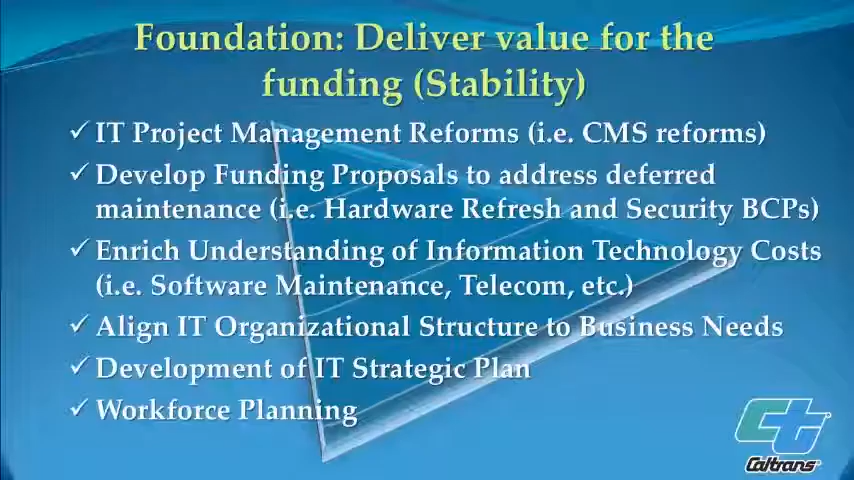 Foundation: Deliver value for the
funding (Stability)
✓ IT Project Management Reforms (i.e. CMS reforms)
✓ Develop Funding Proposals to address deferred
maintenance (i.e. Hardware Refresh and Security BCPs)
✓ Enrich Understanding of Information Technology Costs
(i.e. Software Maintenance, Telecom, etc.)
✓ Align IT Organizational Structure to Business Needs
✓ Development of IT Strategic Plan
✓ Workforce Planning
CT
Caltrans